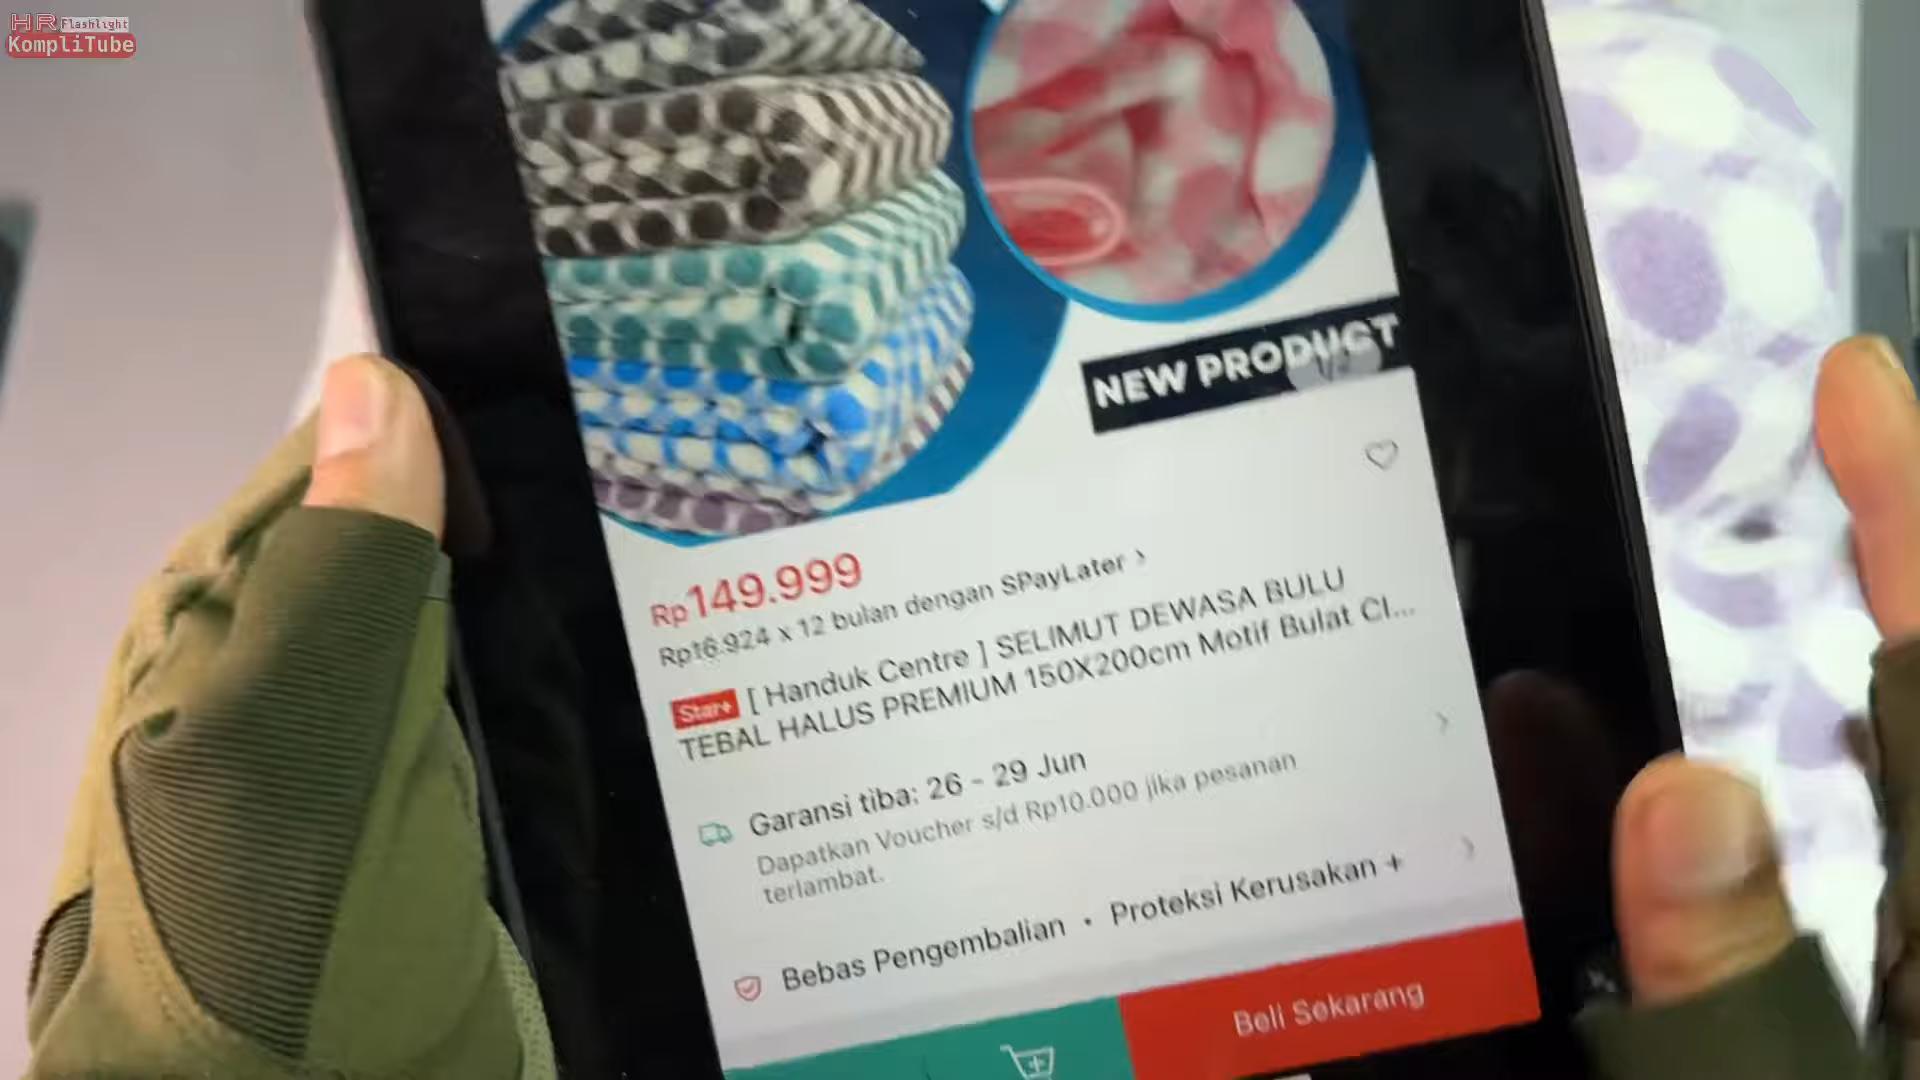 HR Flashlight
KompliTube
NEW PRODUCT
1/2
Rp149.999
Rp16.924 x 12 bulan dengan SPayLater >
Star+ [ Handuk Centre ] SELIMUT DEWASA BULU
TEBAL HALUS PREMIUM 150X200cm Motif Bulat Cl...
Garansi tiba: 26 - 29 Jun
Dapatkan Voucher s/d Rp10.000 jika pesanan
terlambat.
Bebas Pengembalian • Proteksi Kerusakan +
Beli Sekarang